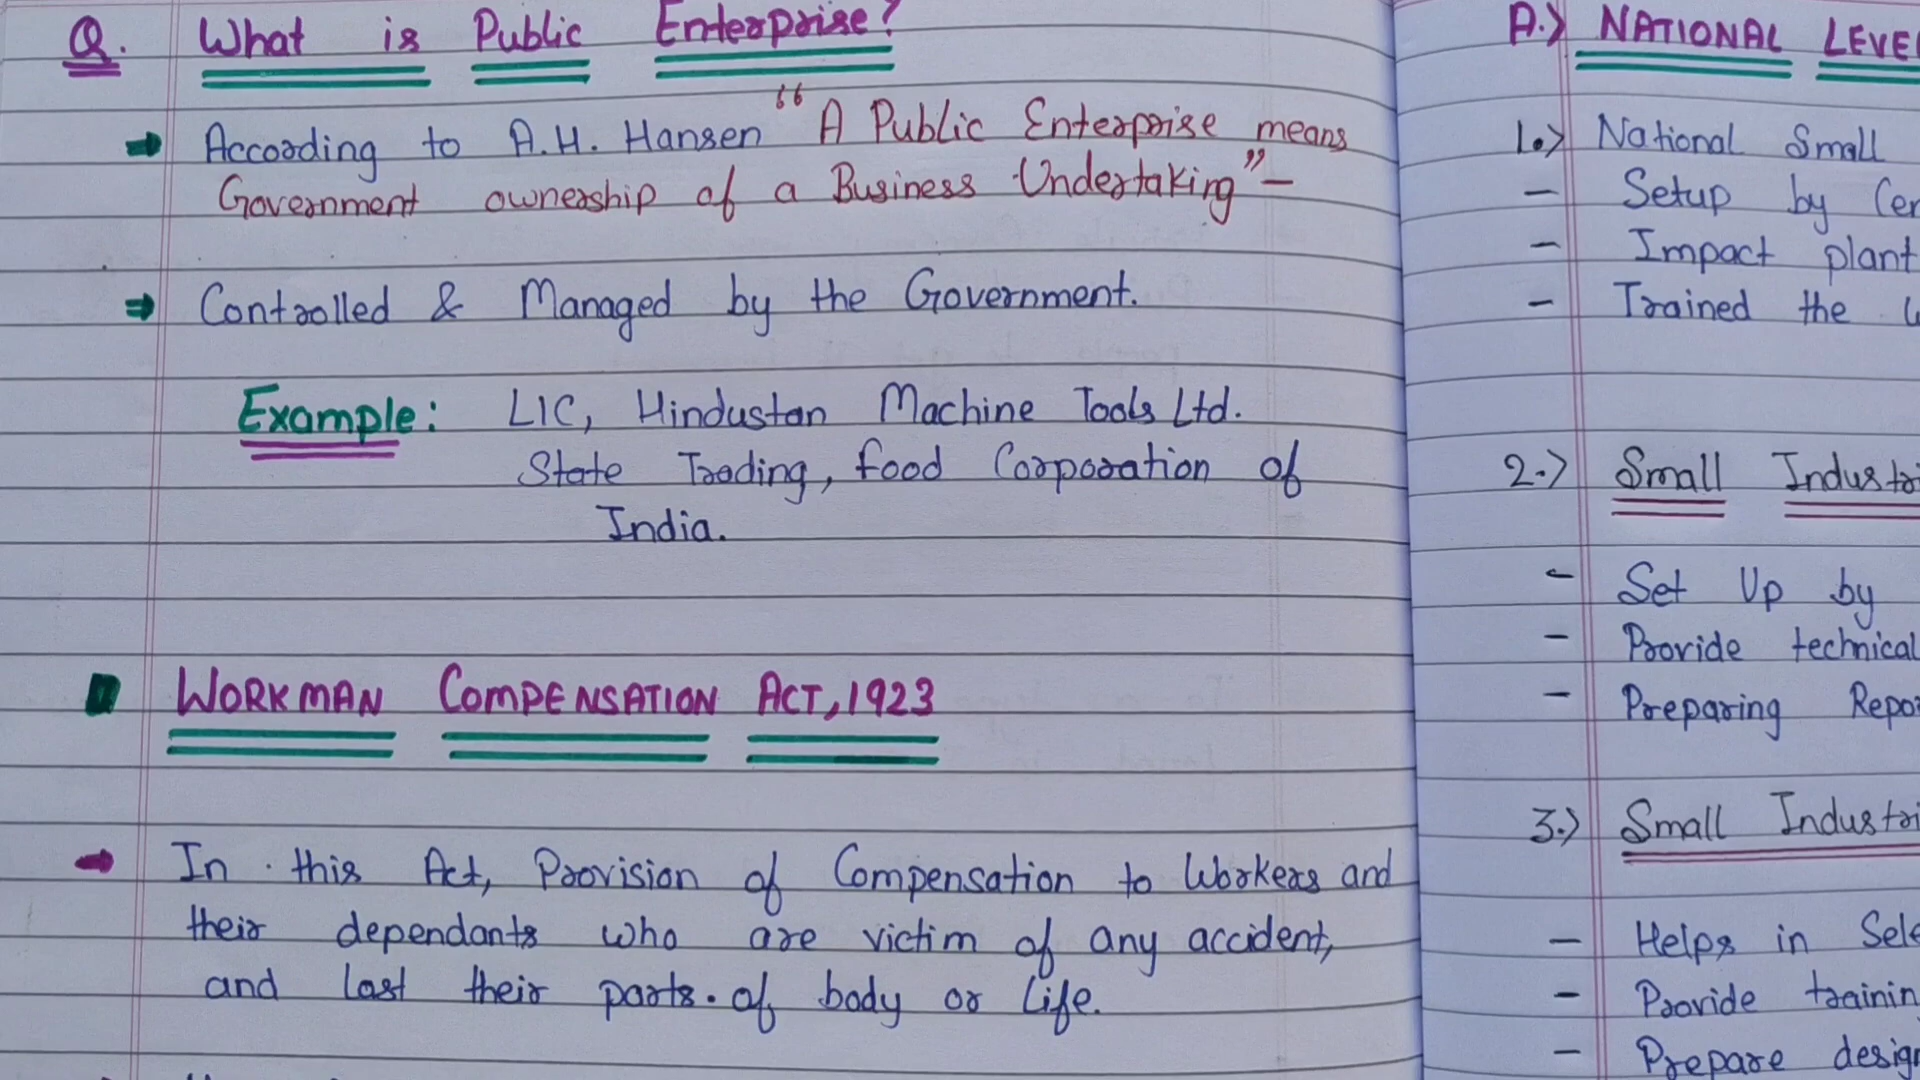 Q. What is Public Enterprise?
→ According to A.H. Hansen "A Public Enterprise means
Government ownership of a Business Undertaking" –
→ Controlled & Managed by the Government.
Example: LIC, Hindustan Machine Tools Ltd.
State Trading, Food Corporation of
India.
WORKMAN COMPENSATION ACT, 1923
→ In this Act, Provision of Compensation to Workers and
their dependants who are victim of any accident,
and last their parts of body or life.
A.) NATIONAL
1.) National Small
– Setup by
– Impact plant
– Trained the
2.) Small
– Set Up by
– Provide technical
– Preparing
3.) Small
– Helps in
– Provide
– Prepare